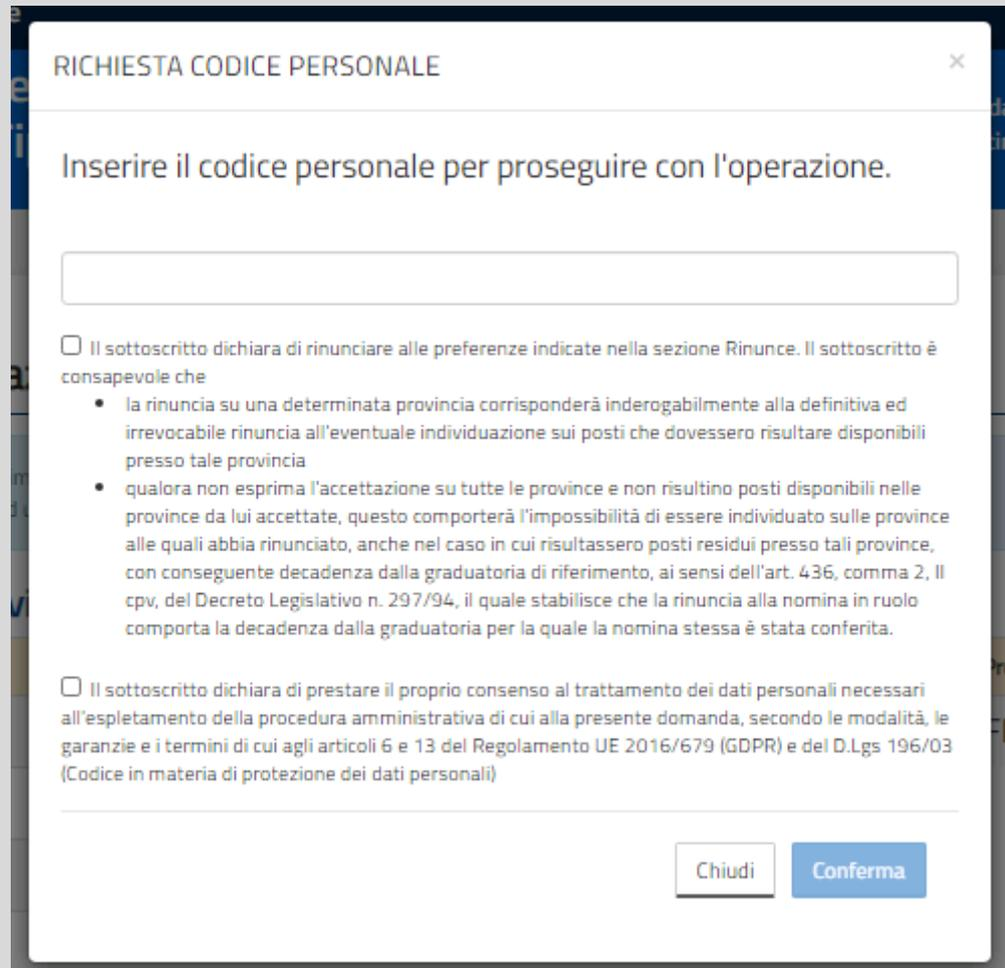 RICHIESTA CODICE PERSONALE
×
Inserire il codice personale per proseguire con l'operazione.
Il sottoscritto dichiara di rinunciare alle preferenze indicate nella sezione Rinunce. Il sottoscritto è
consapevole che
la rinuncia su una determinata provincia corrisponderà inderogabilmente alla definitiva ed
irrevocabile rinuncia all'eventuale individuazione sui posti che dovessero risultare disponibili
presso tale provincia
qualora non esprima l'accettazione su tutte le province e non risultino posti disponibili nelle
province da lui accettate, questo comporterà l'impossibilità di essere individuato sulle province
alle quali abbia rinunciato, anche nel caso in cui risultassero posti residui presso tali province,
con conseguente decadenza dalla graduatoria di riferimento, ai sensi dell'art. 436, comma 2, II
cpv, del Decreto Legislativo n. 297/94, il quale stabilisce che la rinuncia alla nomina in ruolo
comporta la decadenza dalla graduatoria per la quale la nomina stessa è stata conferita.
Il sottoscritto dichiara di prestare il proprio consenso al trattamento dei dati personali necessari
all'espletamento della procedura amministrativa di cui alla presente domanda, secondo le modalità, le
garanzie e i termini di cui agli articoli 6 e 13 del Regolamento UE 2016/679 (GDPR) e del D.Lgs 196/03
(Codice in materia di protezione dei dati personali)
Chiudi
Conferma